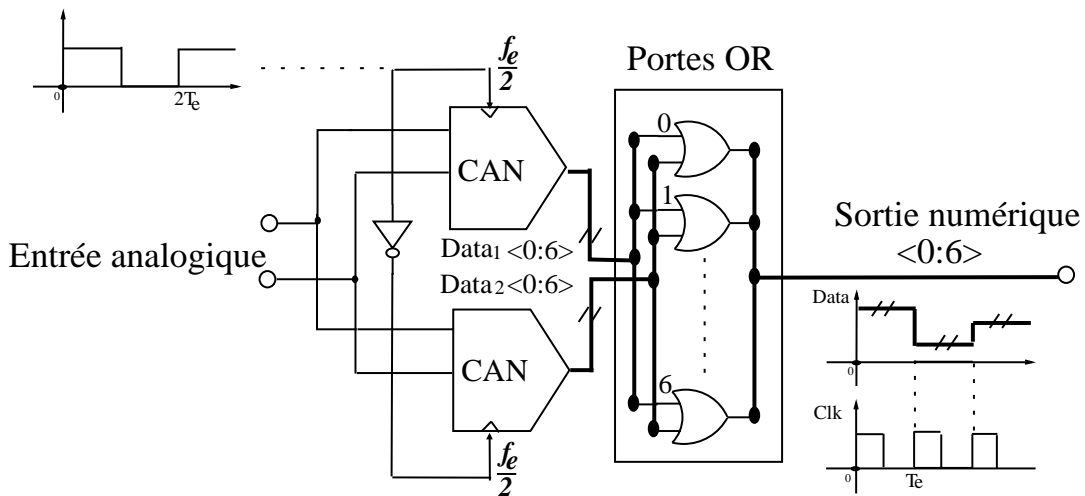 0
2Te
fe
2
Portes OR
0
CAN
1
Sortie numérique
<0:6>
Entrée analogique
Data1 <0:6>
Data2 <0:6>
Data
0
CAN
6
Clk
fe
2
0
Te